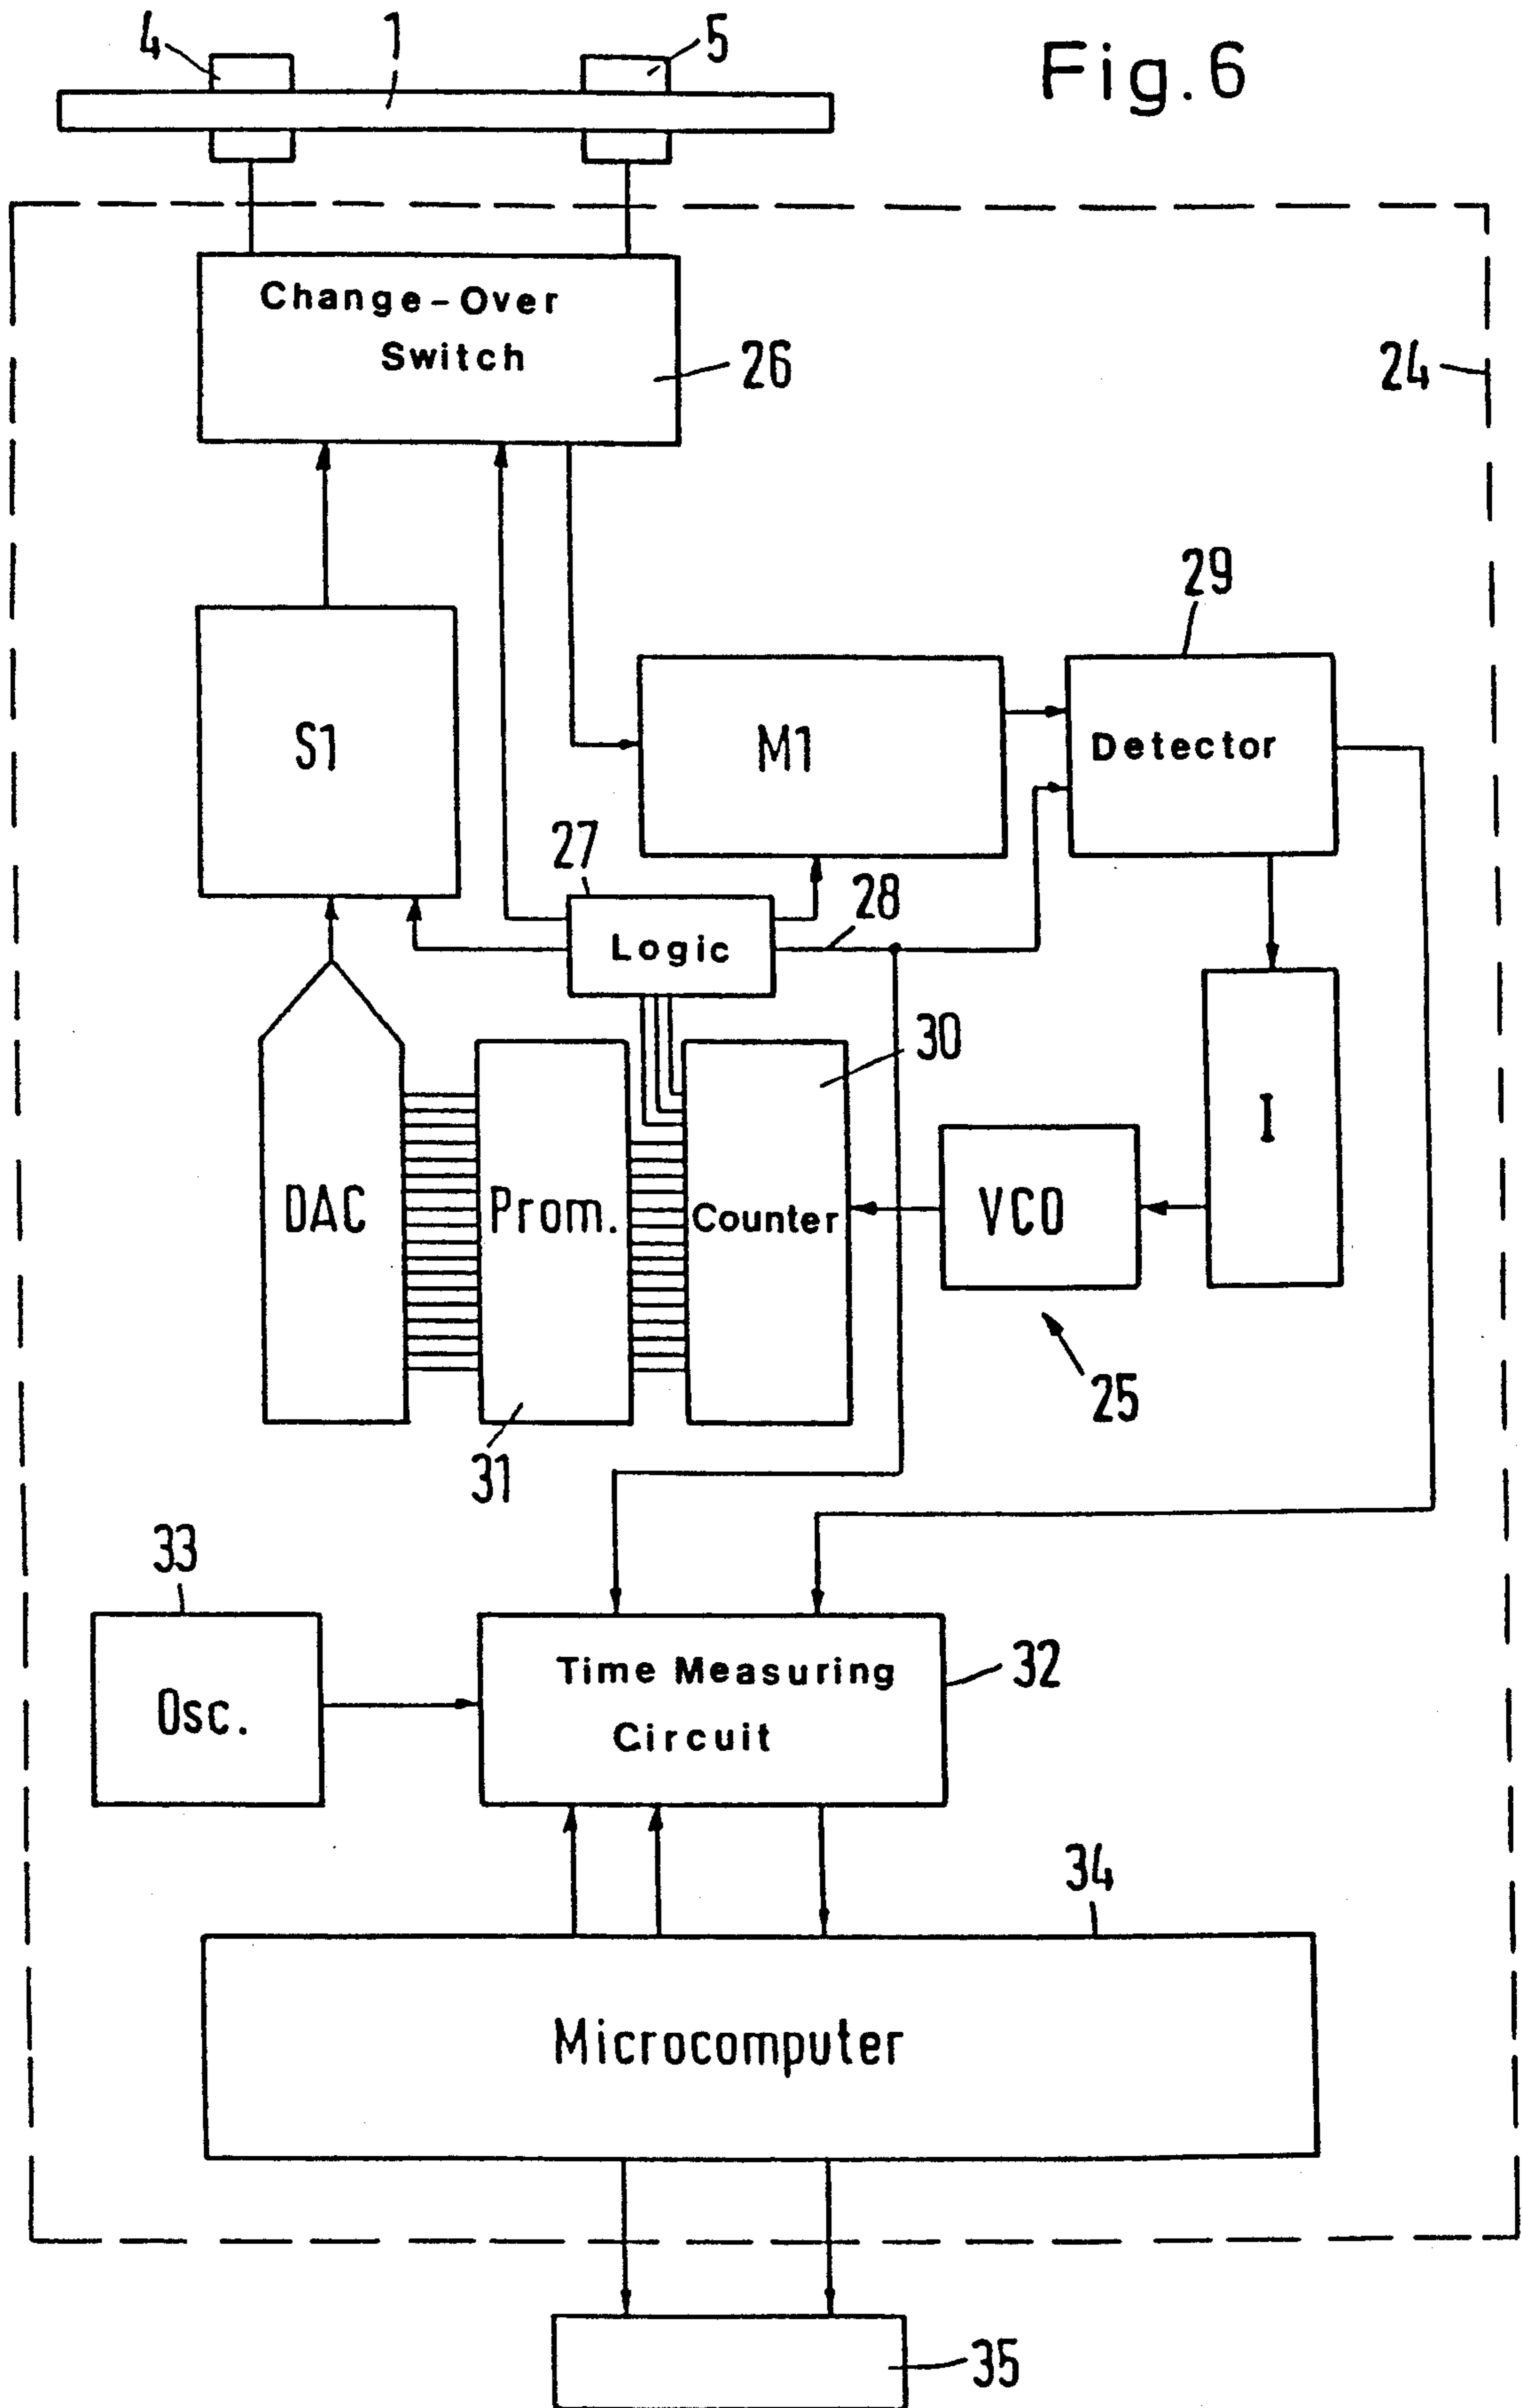 4
1
5
Fig. 6
Change-Over
Switch
26
24
29
S1
M1
Detector
27
28
Logic
30
I
DAC
Prom.
Counter
VCO
25
31
33
Osc.
Time Measuring
Circuit
32
34
Microcomputer
35